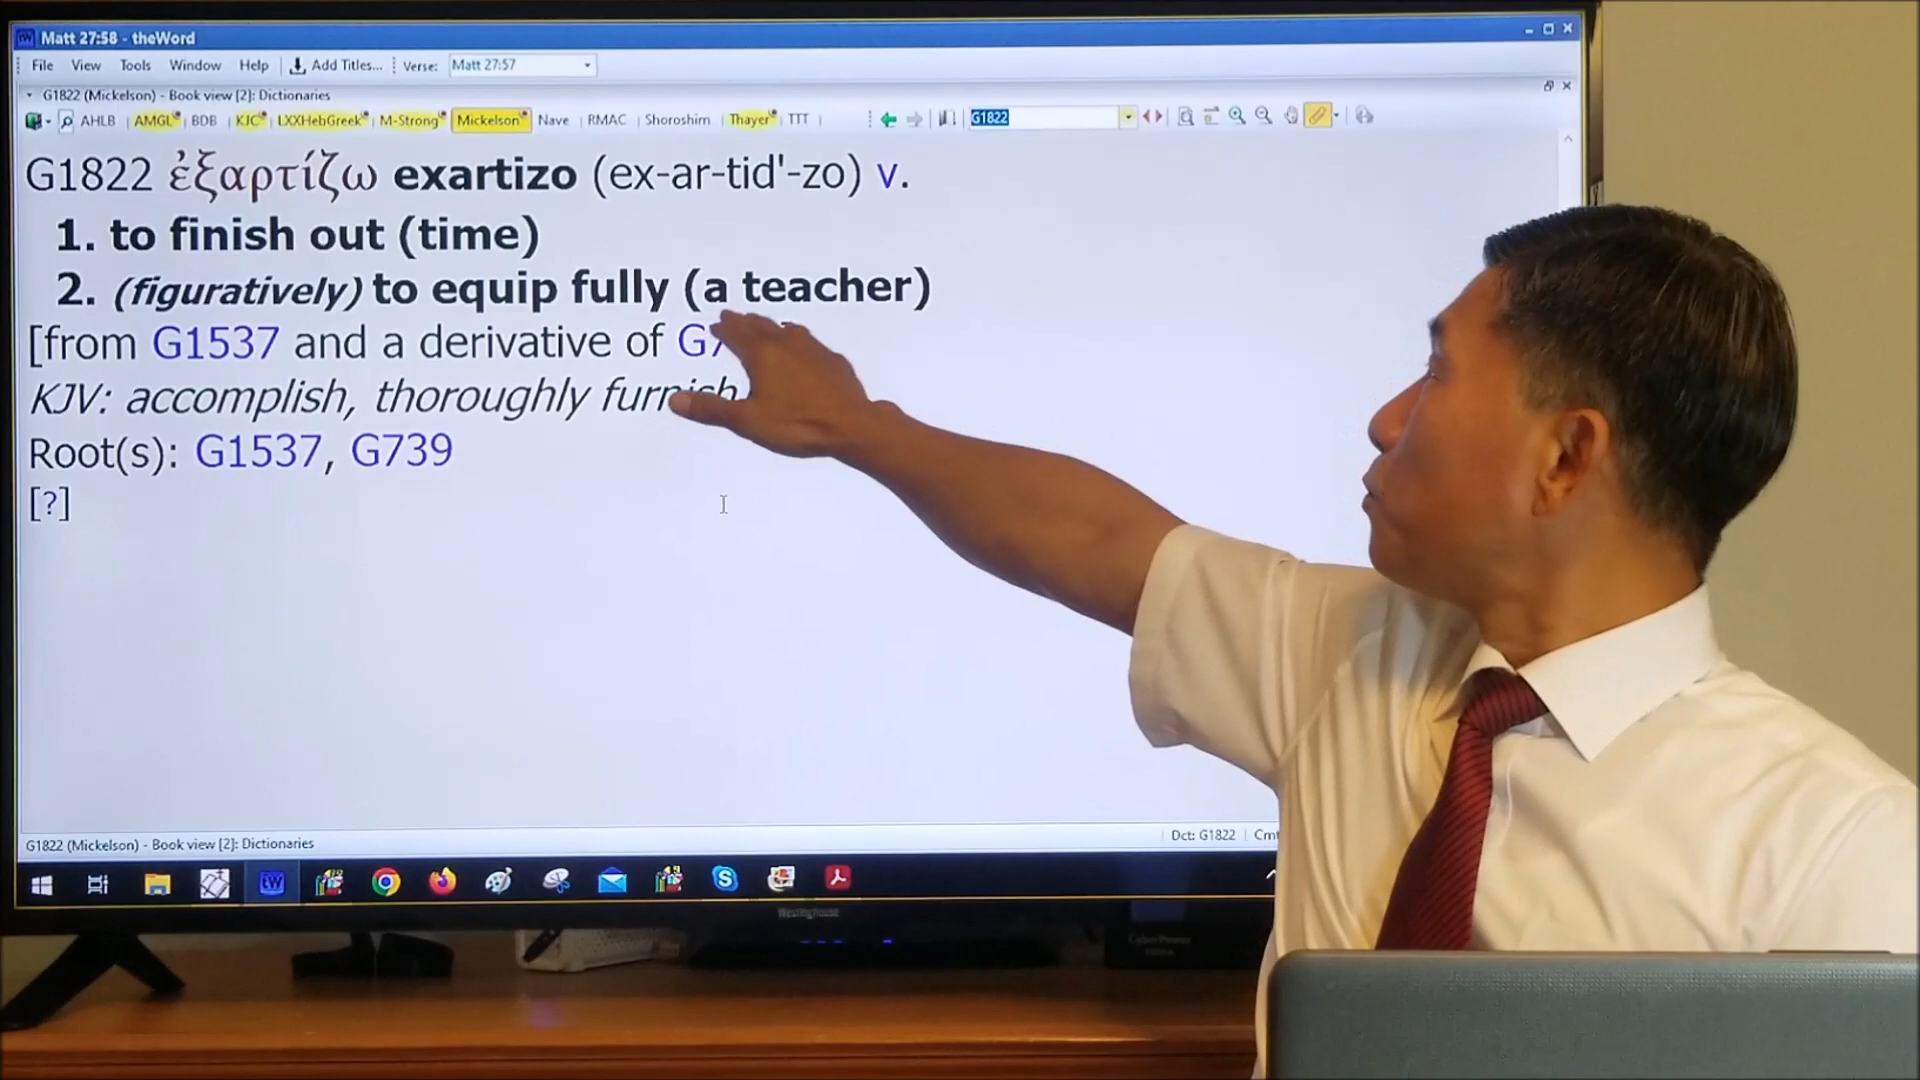 Matt 27:58 - theWord
File View Tools Window Help Add Titles... Verse: Matt 27:57
G1822 (Mickelson) - Book view [2]: Dictionaries
AHLB AMGL BDB KJC LXXHebGreek M-Strong Mickelson Nave RMAC Shoroshim Thayer TTT G1822
G1822 ἐξαρτίζω exartizo (ex-ar-tid'-zo) v.
1. to finish out (time)
2. (figuratively) to equip fully (a teacher)
[from G1537 and a derivative of
KJV: accomplish, thoroughly furnish
Root(s): G1537, G739
[?]
G1822 (Mickelson) - Book view [2]: Dictionaries Dct: G1822
Westinghouse
CyberPower